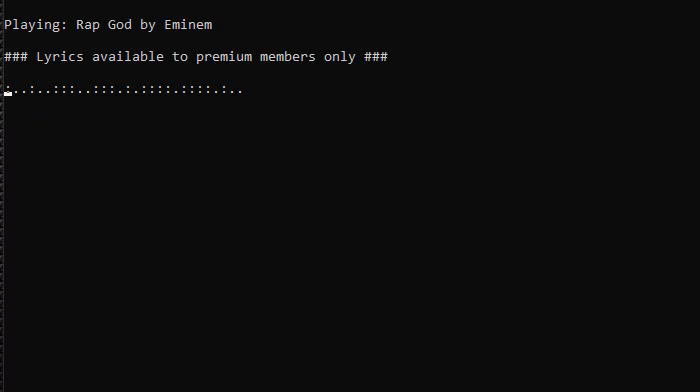 Playing: Rap God by Eminem
### Lyrics available to premium members only ###
:..:..:::..:::.:.::::.::::.:..